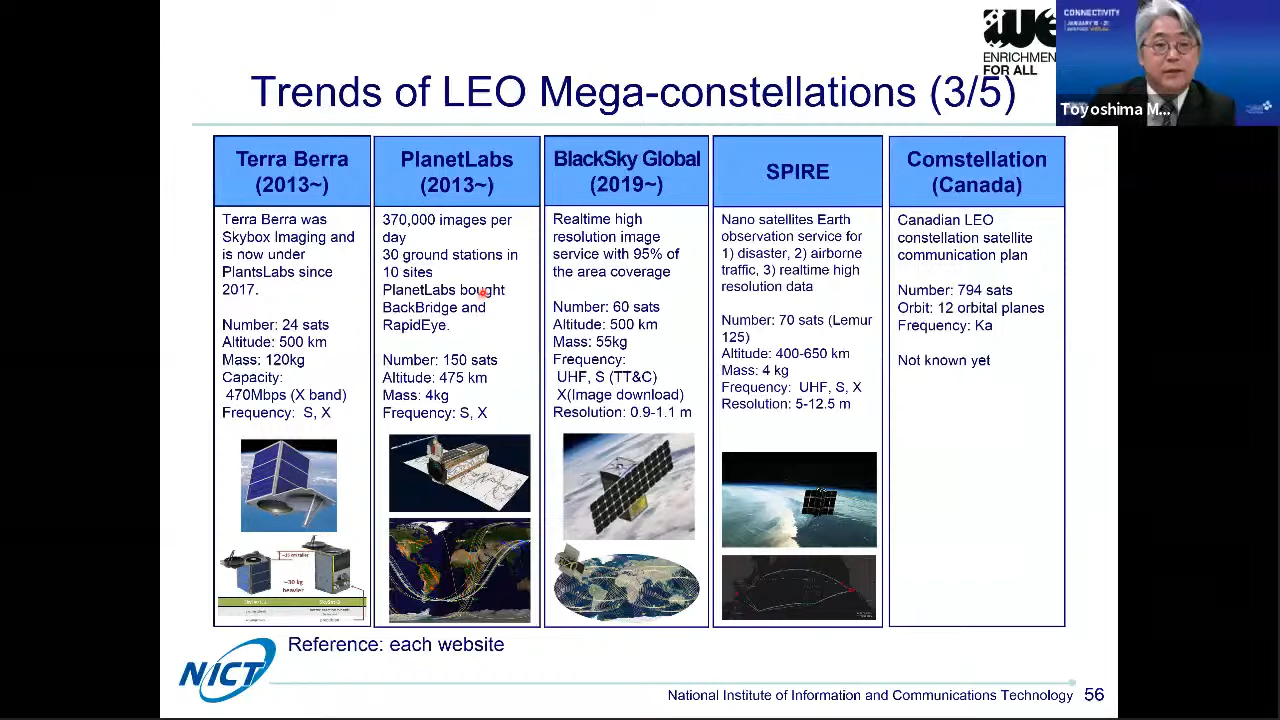 ENRICHMENT
FOR ALL
CONNECTIVITY
Toyoshima M...
Trends of LEO Mega-constellations (3/5)
Terra Berra
(2013~)
Terra Berra was
Skybox Imaging and
is now under
PlantsLabs since
2017.
Number: 24 sats
Altitude: 500 km
Mass: 120kg
Capacity:
470Mbps (X band)
Frequency: S, X
~30 kg
heavier
PlanetLabs
(2013~)
370,000 images per
day
30 ground stations in
10 sites
PlanetLabs bought
BackBridge and
RapidEye.
Number: 150 sats
Altitude: 475 km
Mass: 4kg
Frequency: S, X
BlackSky Global
(2019~)
Realtime high
resolution image
service with 95% of
the area coverage
Number: 60 sats
Altitude: 500 km
Mass: 55kg
Frequency:
UHF, S (TT&C)
X(Image download)
Resolution: 0.9-1.1 m
SPIRE
Nano satellites Earth
observation service for
1) disaster, 2) airborne
traffic, 3) realtime high
resolution data
Number: 70 sats (Lemur
125)
Altitude: 400-650 km
Mass: 4 kg
Frequency: UHF, S, X
Resolution: 5-12.5 m
Comstellation
(Canada)
Canadian LEO
constellation satellite
communication plan
Number: 794 sats
Orbit: 12 orbital planes
Frequency: Ka
Not known yet
Reference: each website
NICT
National Institute of Information and Communications Technology 56